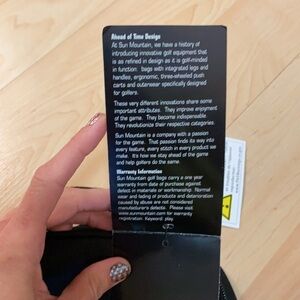 Ahead of Time Design
At Sun Mountain, we have a history of
introducing innovative golf equipment that
is as refined in design as it is golf-minded
in function: bags with integrated legs and
handles, ergonomic, three-wheeled push
carts and outerwear specifically designed
for golfers.
These very different innovations share some
important attributes. They improve enjoyment
of the game. They become indispensable.
They revolutionize their respective categories.
Sun Mountain is a company with a passion
for the game. That passion finds its way into
every feature, every stitch in every product we
make. It's how we stay ahead of the game
and help golfers do the same.
Warranty Information
Sun Mountain golf bags carry a one year
warranty from date of purchase against
defect in materials or workmanship. Normal
wear and fading of products and deterioration
caused by abuse are not considered
manufacturer's defects. Please visit
www.sunmountain.com for warranty
registration. Keyword: play